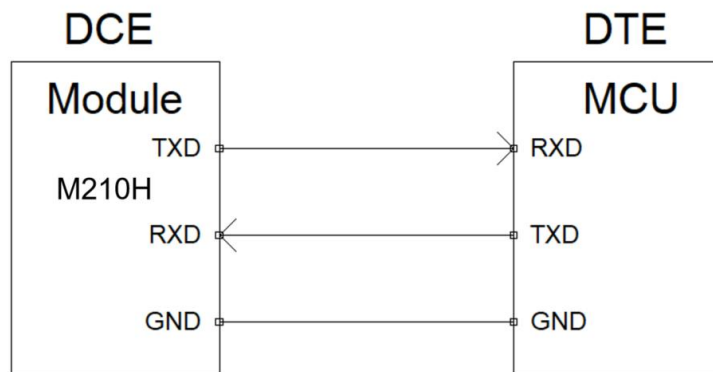 DCE
DTE
Module
MCU
TXD
RXD
M210H
RXD
TXD
GND
GND